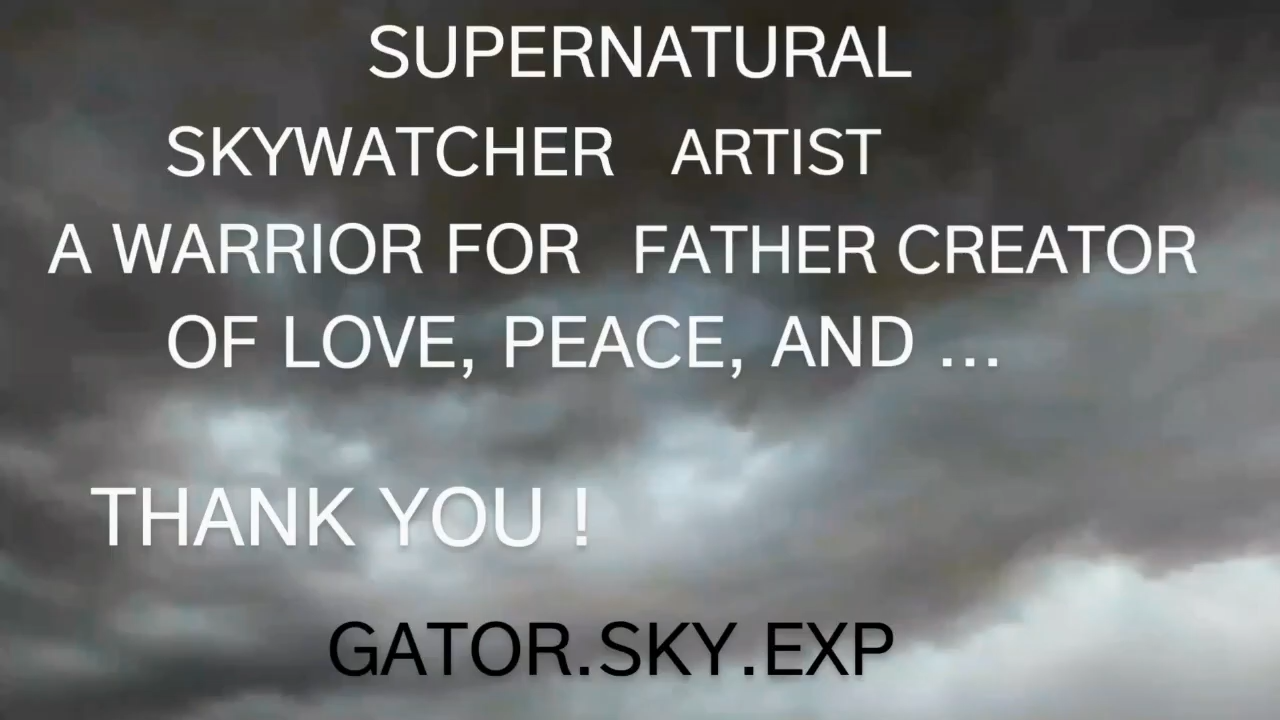 SUPERNATURAL
SKYWATCHER ARTIST
A WARRIOR FOR FATHER CREATOR
OF LOVE, PEACE, AND ...
THANK YOU !
GATOR.SKY.EXP